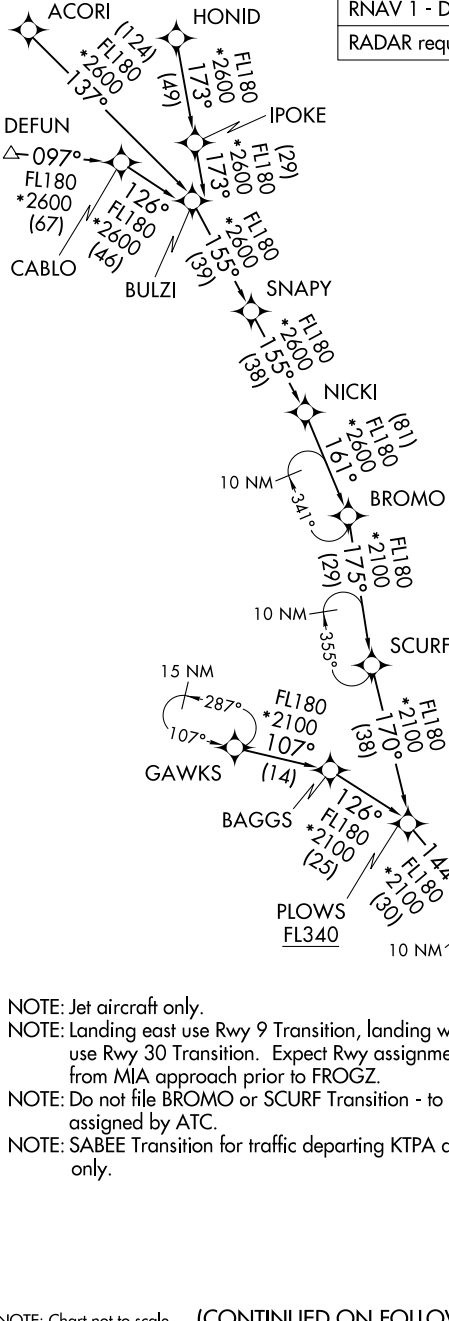 ACORI
HONID
RNAV 1 - D
RADAR requ
(124)
FL180
*2600
137°
FL180
*2600
173°
(49)
IPOKE
DEFUN
097°
FL180
*2600
(67)
(29)
FL180
*2600
173°
126°
FL180
*2600
(46)
CABLO
BULZI
FL180
*2600
155°
(39)
SNAPY
FL180
*2600
155°
(38)
NICKI
(81)
FL180
*2600
161°
10 NM
341°
BROMO
FL180
*2100
175°
(29)
10 NM
355°
SCURF
15 NM
287°
107°
GAWKS
FL180
*2100
107°
(14)
FL180
*2100
170°
(38)
BAGGS
126°
FL180
*2100
(25)
144
FL180
*2100
(30)
PLOWS
FL340
10 NM
NOTE: Jet aircraft only.
NOTE: Landing east use Rwy 9 Transition, landing w
use Rwy 30 Transition. Expect Rwy assignme
from MIA approach prior to FROGZ.
NOTE: Do not file BROMO or SCURF Transition - to
assigned by ATC.
NOTE: SABEE Transition for traffic departing KTPA
only.
NOTE: Chart not to scale
(CONTINUED ON FOLLOW